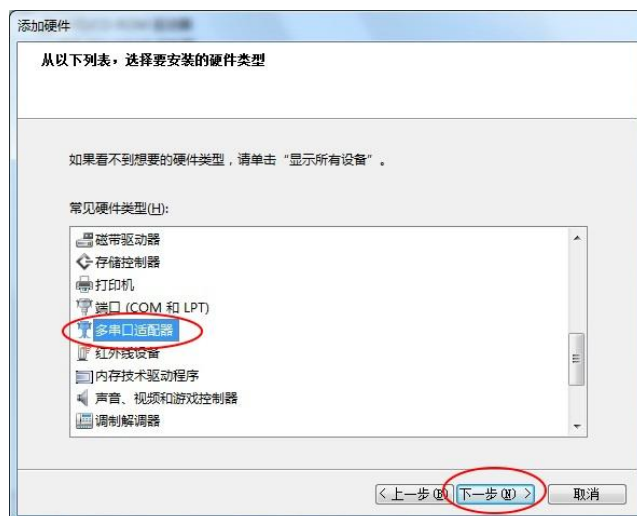 添加硬件
从以下列表，选择要安装的硬件类型
如果看不到想要的硬件类型，请单击“显示所有设备”。
常见硬件类型(H):
磁带驱动器
存储控制器
打印机
端口 (COM 和 LPT)
多串口适配器
红外线设备
内存技术驱动程序
声音、视频和游戏控制器
调制解调器
< 上一步(B) 下一步(N) > 取消